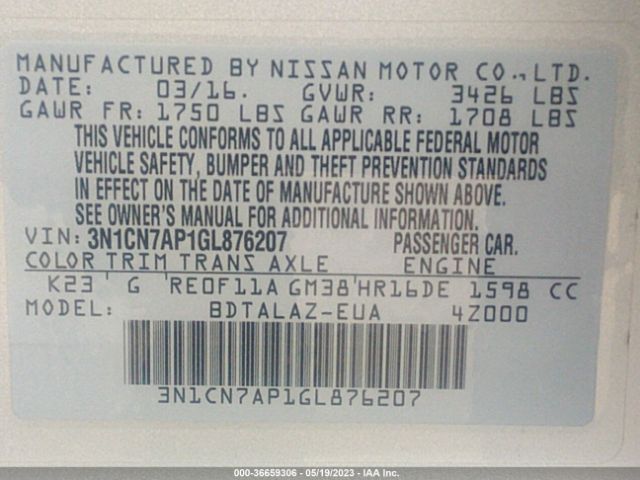 MANUFACTURED BY NISSAN MOTOR CO.,LTD.
DATE: 03/16. GVWR: 3426 LBS
GAWR FR: 1750 LBS GAWR RR: 1708 LBS
THIS VEHICLE CONFORMS TO ALL APPLICABLE FEDERAL MOTOR
VEHICLE SAFETY, BUMPER AND THEFT PREVENTION STANDARDS
IN EFFECT ON THE DATE OF MANUFACTURE SHOWN ABOVE.
SEE OWNER'S MANUAL FOR ADDITIONAL INFORMATION.
VIN: 3N1CN7AP1GL876207 PASSENGER CAR.
COLOR TRIM TRANS AXLE ENGINE
K23 G RE0F11A GM38 HR16DE 1598 CC
MODEL: BDTALAZ-EUA 4Z000
3N1CN7AP1GL876207
000-36659306 - 05/19/2023 - IAA Inc.